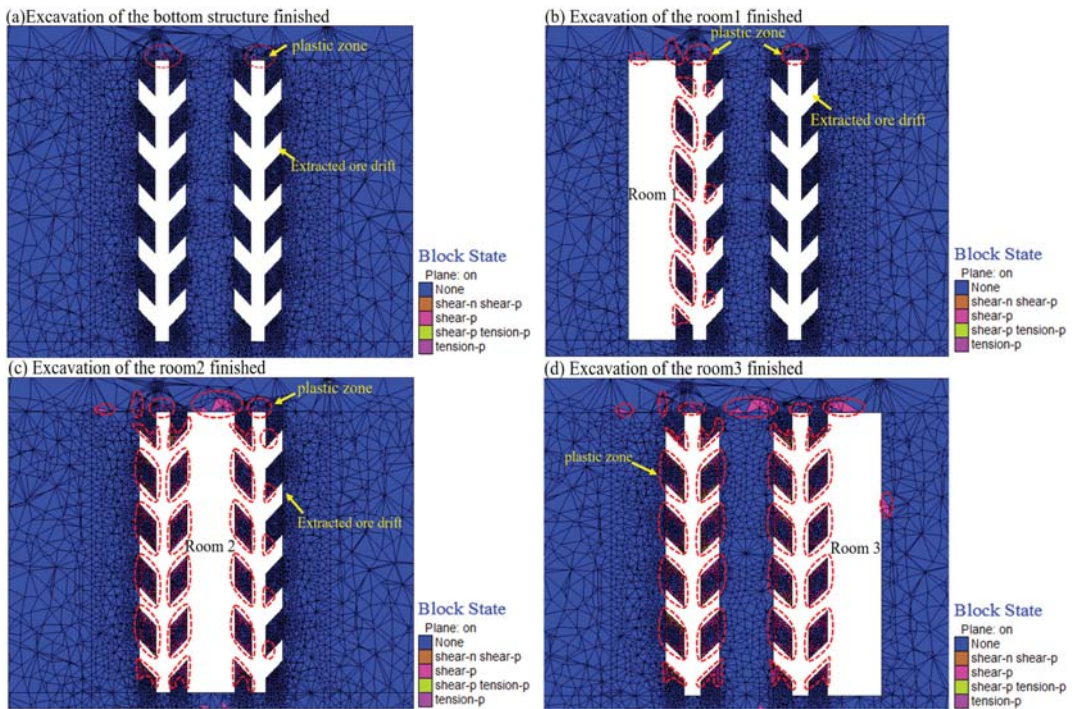 (a)Excavation of the bottom structure finished
plastic zone
Extracted ore drift
Block State
Plane: on
None
shear-n shear-p
shear-p
shear-p tension-p
tension-p
(b) Excavation of the room1 finished
plastic zone
Extracted ore drift
Room 1
Block State
Plane: on
None
shear-n shear-p
shear-p
shear-p tension-p
tension-p
(c) Excavation of the room2 finished
plastic zone
Extracted ore drift
Room 2
Block State
Plane: on
None
shear-n shear-p
shear-p
shear-p tension-p
tension-p
(d) Excavation of the room3 finished
plastic zone
Room 3
Block State
Plane: on
None
shear-n shear-p
shear-p
shear-p tension-p
tension-p